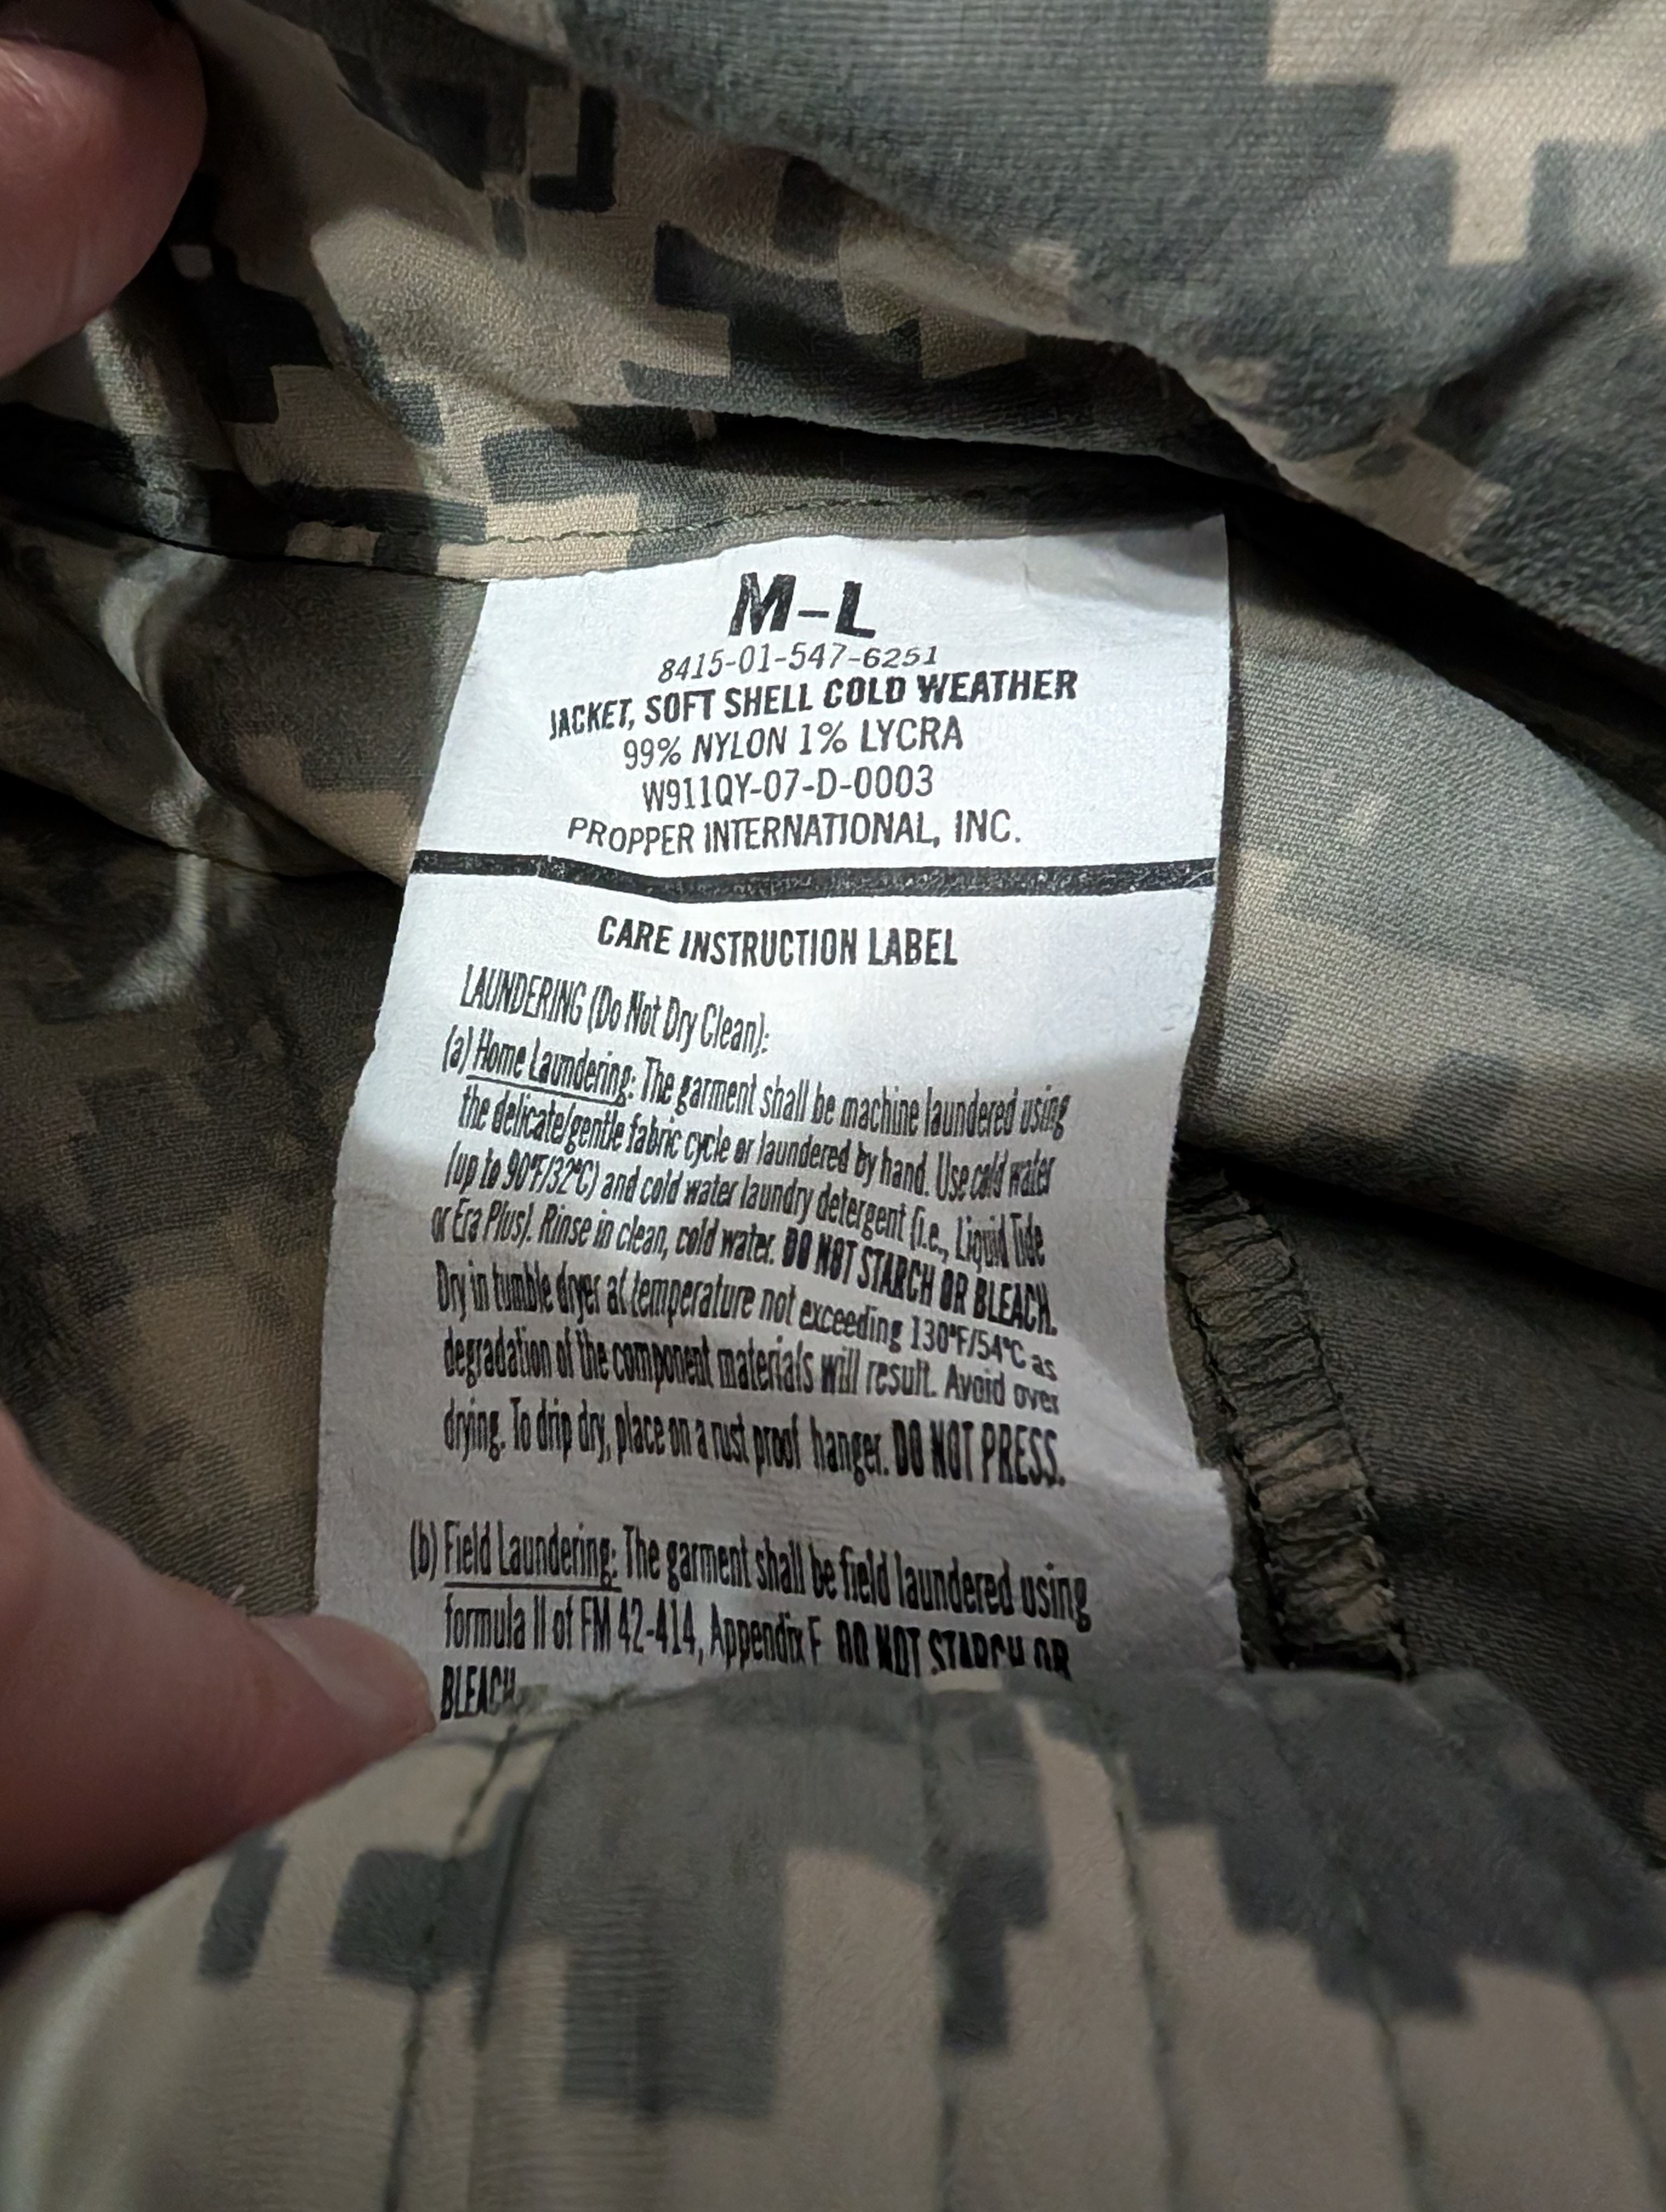 M-L
8415-01-547-6251
JACKET, SOFT SHELL COLD WEATHER
99% NYLON 1% LYCRA
W911QY-07-D-0003
PROPPER INTERNATIONAL, INC.
CARE INSTRUCTION LABEL
LAUNDERING (Do Not Dry Clean):
(a) Home Laundering: The garment shall be machine laundered using
the delicate/gentle fabric cycle or laundered by hand. Use cold water
(up to 90°F/32°C) and cold water laundry detergent (i.e., Liquid Tide
or Era Plus). Rinse in clean, cold water. DO NOT STARCH OR BLEACH.
Dry in tumble dryer at temperature not exceeding 130°F/54°C as
degradation of the component materials will result. Avoid over
drying. To drip dry, place on a rust proof hanger. DO NOT PRESS.
(b) Field Laundering: The garment shall be field laundered using
formula II of FM 42-414, Appendix F DO NOT STARCH OR
BLEACH